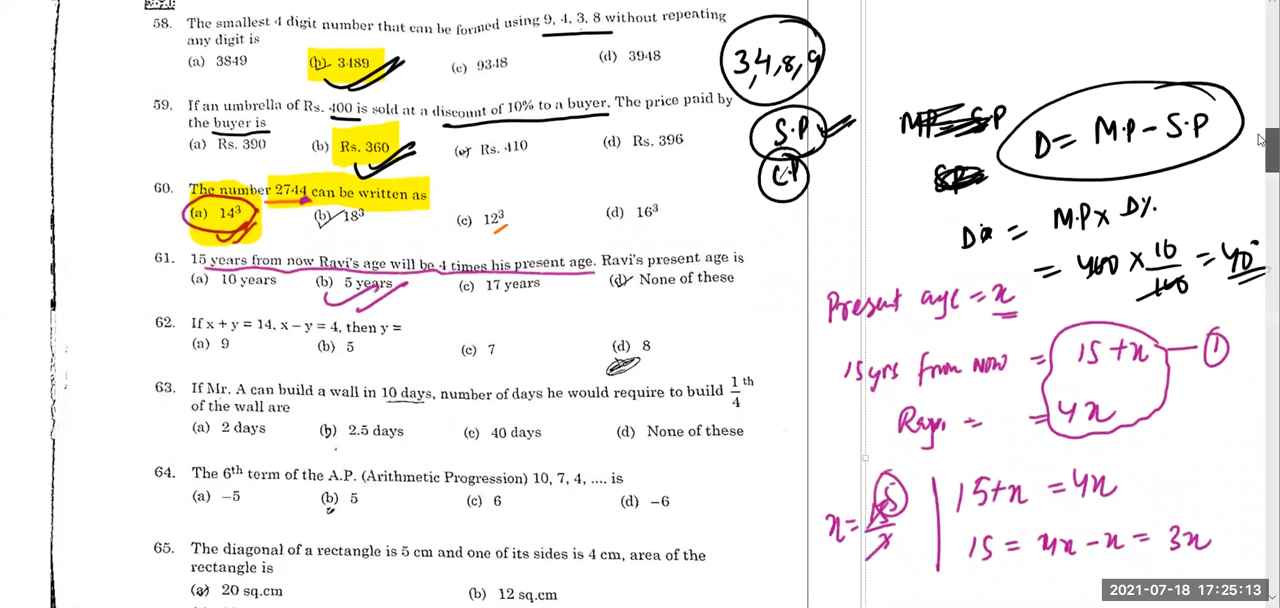 58. The smallest 4 digit number that can be formed using 9, 4, 3, 8 without repeating
any digit is
(a) 3849 (b) 3489 (c) 9348 (d) 3948
3,4,8,9
59. If an umbrella of Rs. 400 is sold at a discount of 10% to a buyer. The price paid by
the buyer is
(a) Rs. 390 (b) Rs. 360 (c) Rs. 410 (d) Rs. 396
S.P
C.P
D = M.P - S.P
60. The number 2744 can be written as
(a) 14³ (b) 18³ (c) 12³ (d) 16³
= M.P x D%
= 400 x 10/100 = 40
61. 15 years from now Ravi's age will be 4 times his present age. Ravi's present age is
(a) 10 years (b) 5 years (c) 17 years (d) None of these
Present age = x
62. If x + y = 14, x – y = 4, then y =
(a) 9 (b) 5 (c) 7 (d) 8
15 yrs from now = 15 + x — 1
= 4x
63. If Mr. A can build a wall in 10 days, number of days he would require to build 1/4 th
of the wall are
(a) 2 days (b) 2.5 days (c) 40 days (d) None of these
64. The 6th term of the A.P. (Arithmetic Progression) 10, 7, 4, .... is
(a) –5 (b) 5 (c) 6 (d) –6
15 + x = 4x
x =
15 = 4x - x = 3x
65. The diagonal of a rectangle is 5 cm and one of its sides is 4 cm, area of the
rectangle is
(a) 20 sq.cm (b) 12 sq.cm
2021-07-18 17:25:13